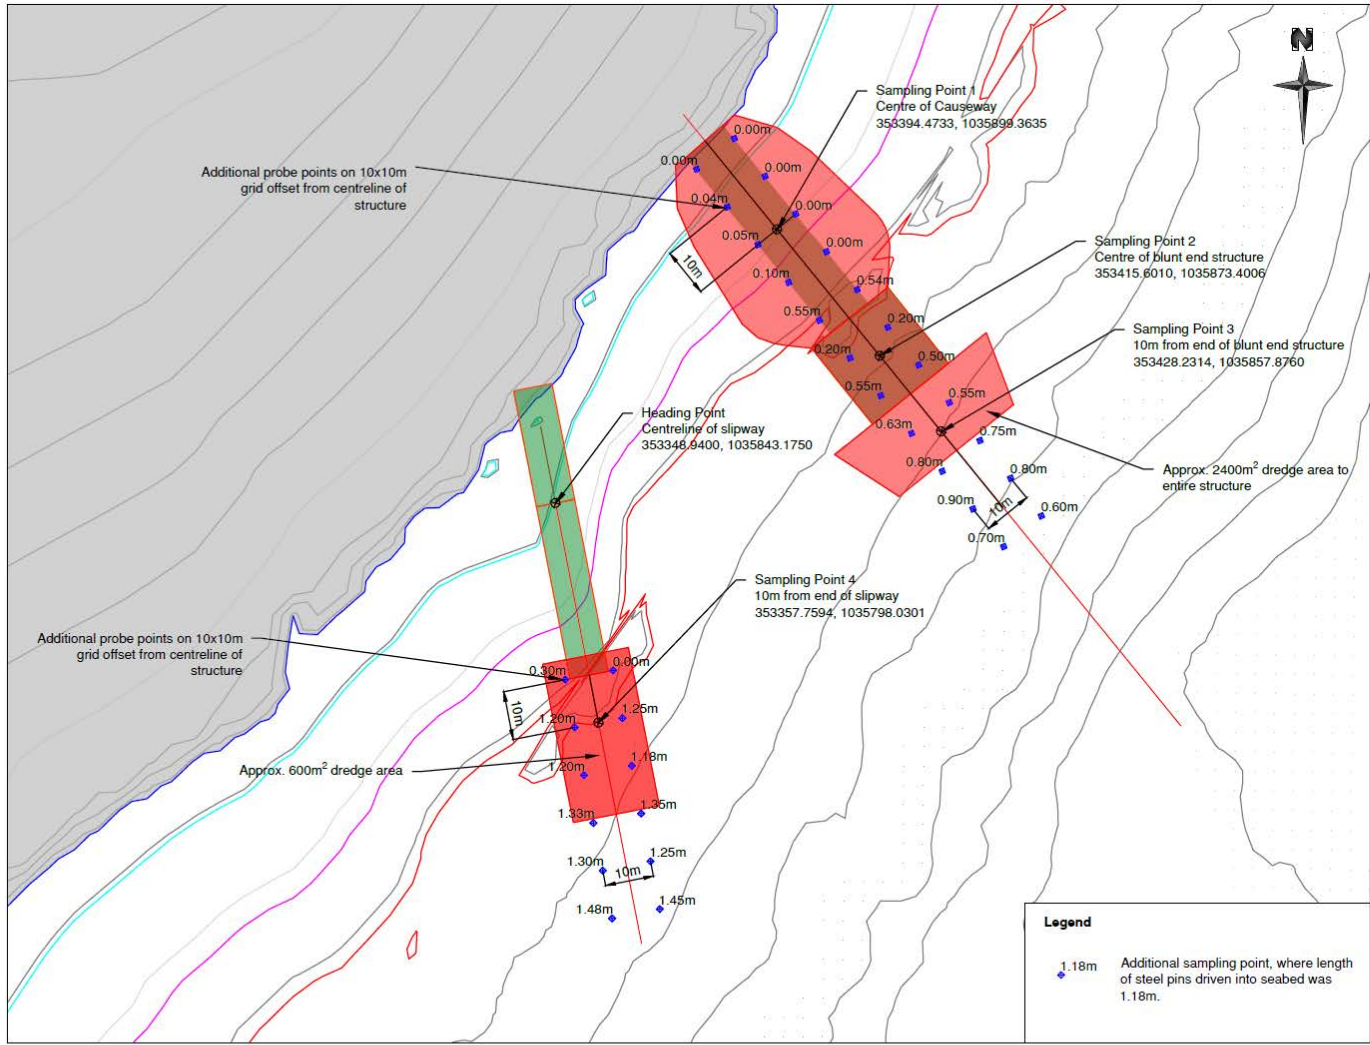 N
Sampling Point 1
Centre of Causeway
353394.4733, 1035899.3635
Additional probe points on 10x10m
grid offset from centreline of
structure
0.00m
0.00m
0.00m
0.04m
0.00m
0.05m
0.00m
10m
0.10m
0.54m
0.55m
0.20m
0.20m
0.50m
0.55m
0.55m
0.63m
0.75m
0.80m
0.80m
0.90m
10m
0.60m
0.70m
Sampling Point 2
Centre of blunt end structure
353415.6010, 1035873.4006
Sampling Point 3
10m from end of blunt end structure
353428.2314, 1035857.8760
Approx. 2400m² dredge area to
entire structure
Heading Point
Centreline of slipway
353348.9400, 1035843.1750
Sampling Point 4
10m from end of slipway
353357.7594, 1035798.0301
Additional probe points on 10x10m
grid offset from centreline of
structure
0.30m
0.00m
10m
1.20m
1.25m
Approx. 600m² dredge area
1.20m
1.18m
1.33m
1.35m
1.30m
1.25m
10m
1.48m
1.45m
Legend
1.18m
Additional sampling point, where length
of steel pins driven into seabed was
1.18m.